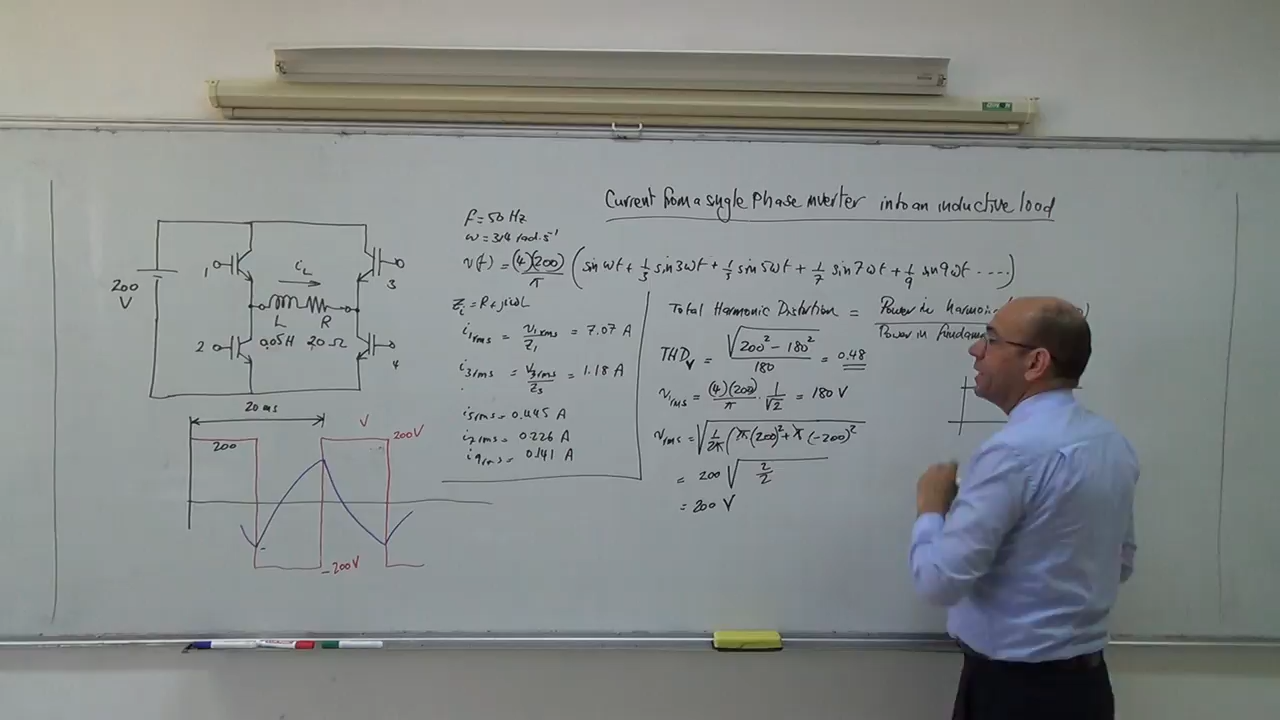 Current from a single Phase inverter into an inductive load
f = 50 Hz
ω = 314 rad.s⁻¹
v(t) = (4)(200)/π (sin ωt + 1/3 sin 3ωt + 1/5 sin 5ωt + 1/7 sin 7ωt + 1/9 sin 9ωt ....)
Zi = R + jωL
i1rms = v1rms/Z1 = 7.07 A
i3rms = v3rms/Z3 = 1.18 A
i5rms = 0.445 A
i7rms = 0.226 A
i9rms = 0.141 A
Total Harmonic Distortion = Power in harmonic / Power in fundam
THDv = √(200² − 180²) / 180 = 0.48
v1rms = (4)(200)/π · 1/√2 = 180 V
vrms = √(1/2π (π(200)² + π(−200)²
= 200 √(2/2)
= 200 V
200
V
1
iL
3
L
R
2
0.05H
20 Ω
4
20 ms
V
200
200V
−200V